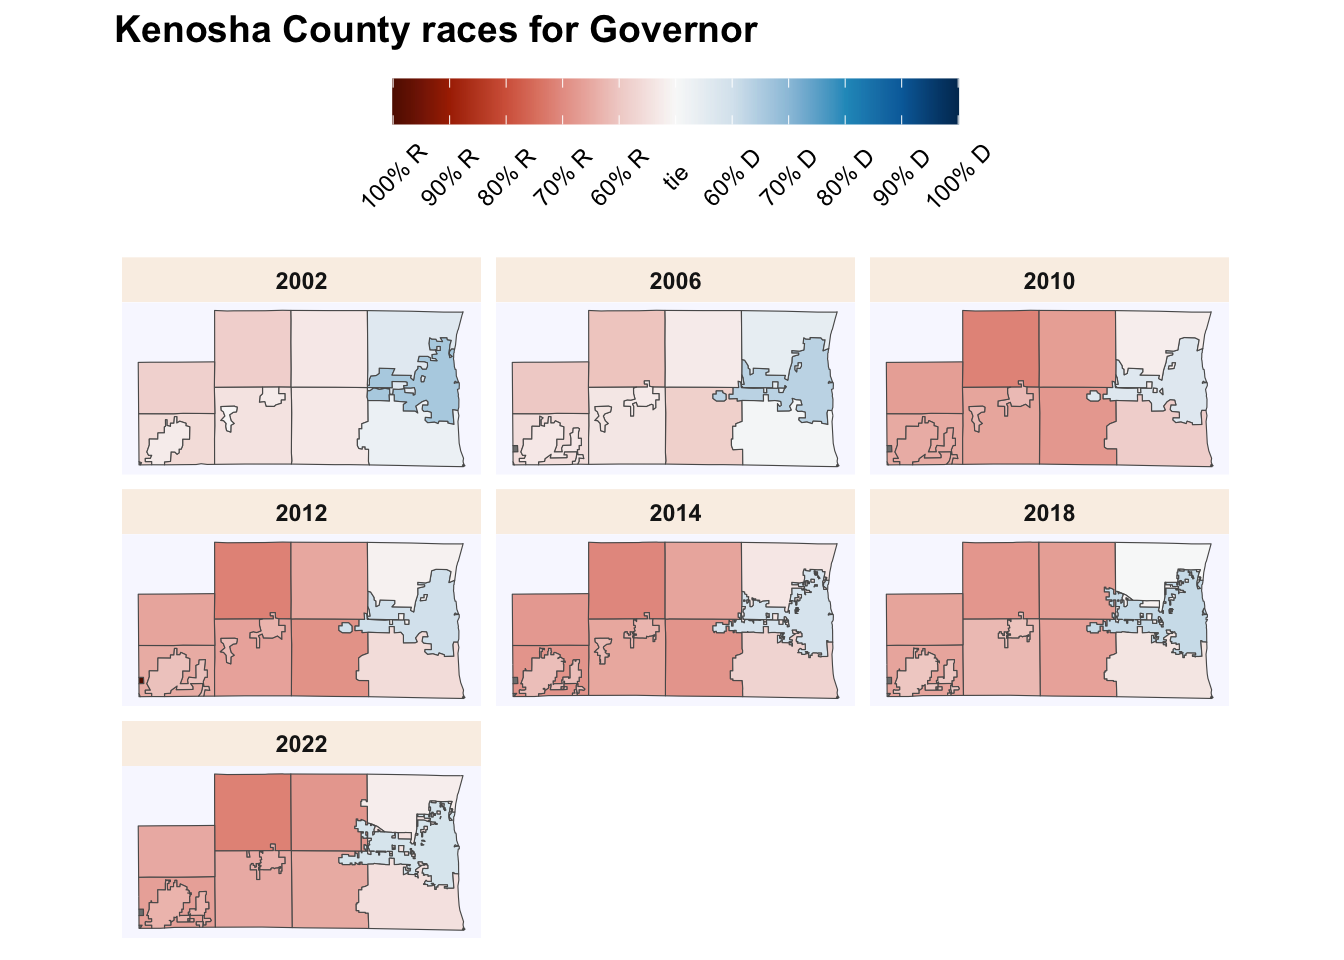 Kenosha County races for Governor
100% R
90% R
80% R
70% R
60% R
tie
60% D
70% D
80% D
90% D
100% D
2002
2006
2010
2012
2014
2018
2022